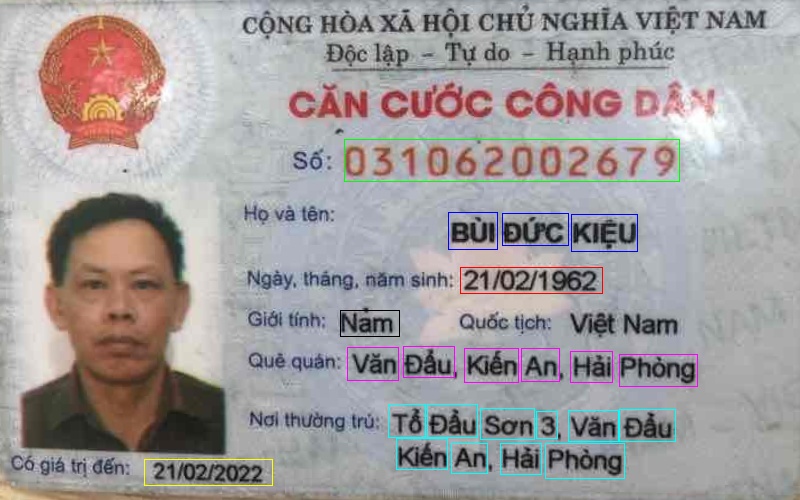 CỘNG HÒA XÃ HỘI CHỦ NGHĨA VIỆT NAM
Độc lập - Tự do - Hạnh phúc
CĂN CƯỚC CÔNG DÂN
Số: 031062002679
Họ và tên:
BÙI ĐỨC KIỆU
Ngày, tháng, năm sinh: 21/02/1962
Giới tính: Nam Quốc tịch: Việt Nam
Quê quán: Văn Đẩu, Kiến An, Hải Phòng
Nơi thường trú: Tổ Đẩu Sơn 3, Văn Đẩu
Kiến An, Hải Phòng
Có giá trị đến: 21/02/2022